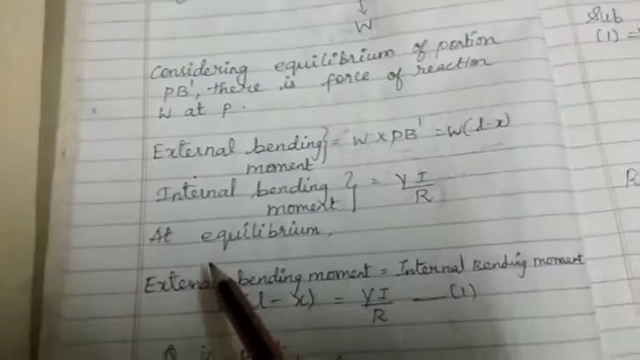 W
Considering equilibrium of portion
PB', there is force of reaction
W at P.
External bending moment} = W x PB' = W(l-x)
Internal bending moment} = YI/R
At equilibrium,
External bending moment = Internal Bending moment
(l-x) = YI/R —(1)
Sub
(1) =
R